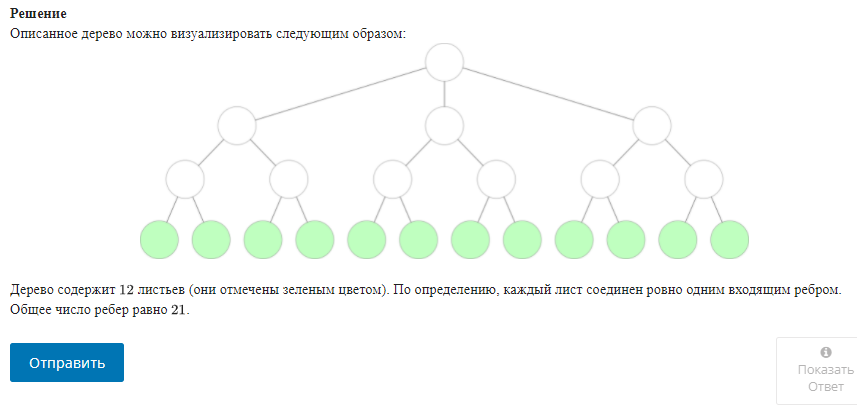 Решение
Описанное дерево можно визуализировать следующим образом:
Дерево содержит 12 листьев (они отмечены зеленым цветом). По определению, каждый лист соединен ровно одним входящим ребром.
Общее число ребер равно 21.
Отправить
Показать
Ответ